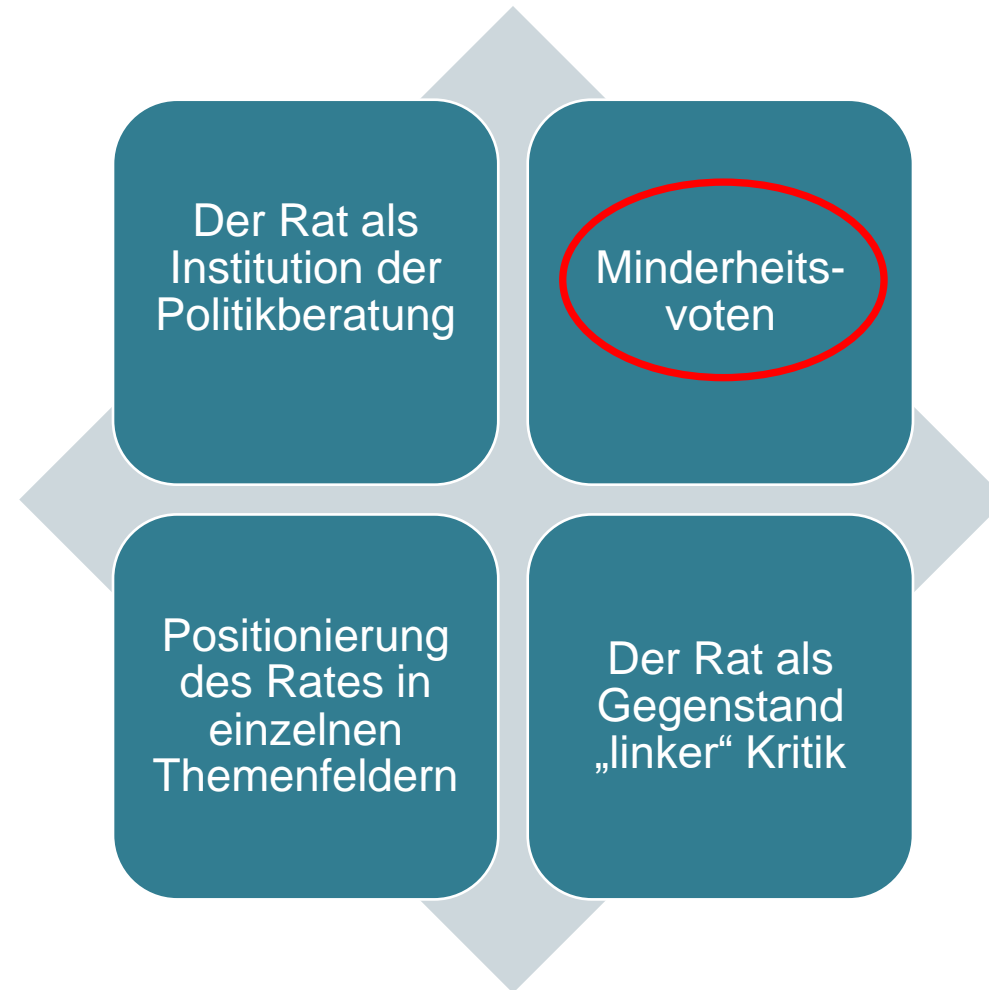 Der Rat als
Institution der
Politikberatung
Minderheits-
voten
Positionierung
des Rates in
einzelnen
Themenfeldern
Der Rat als
Gegenstand
„linker“ Kritik